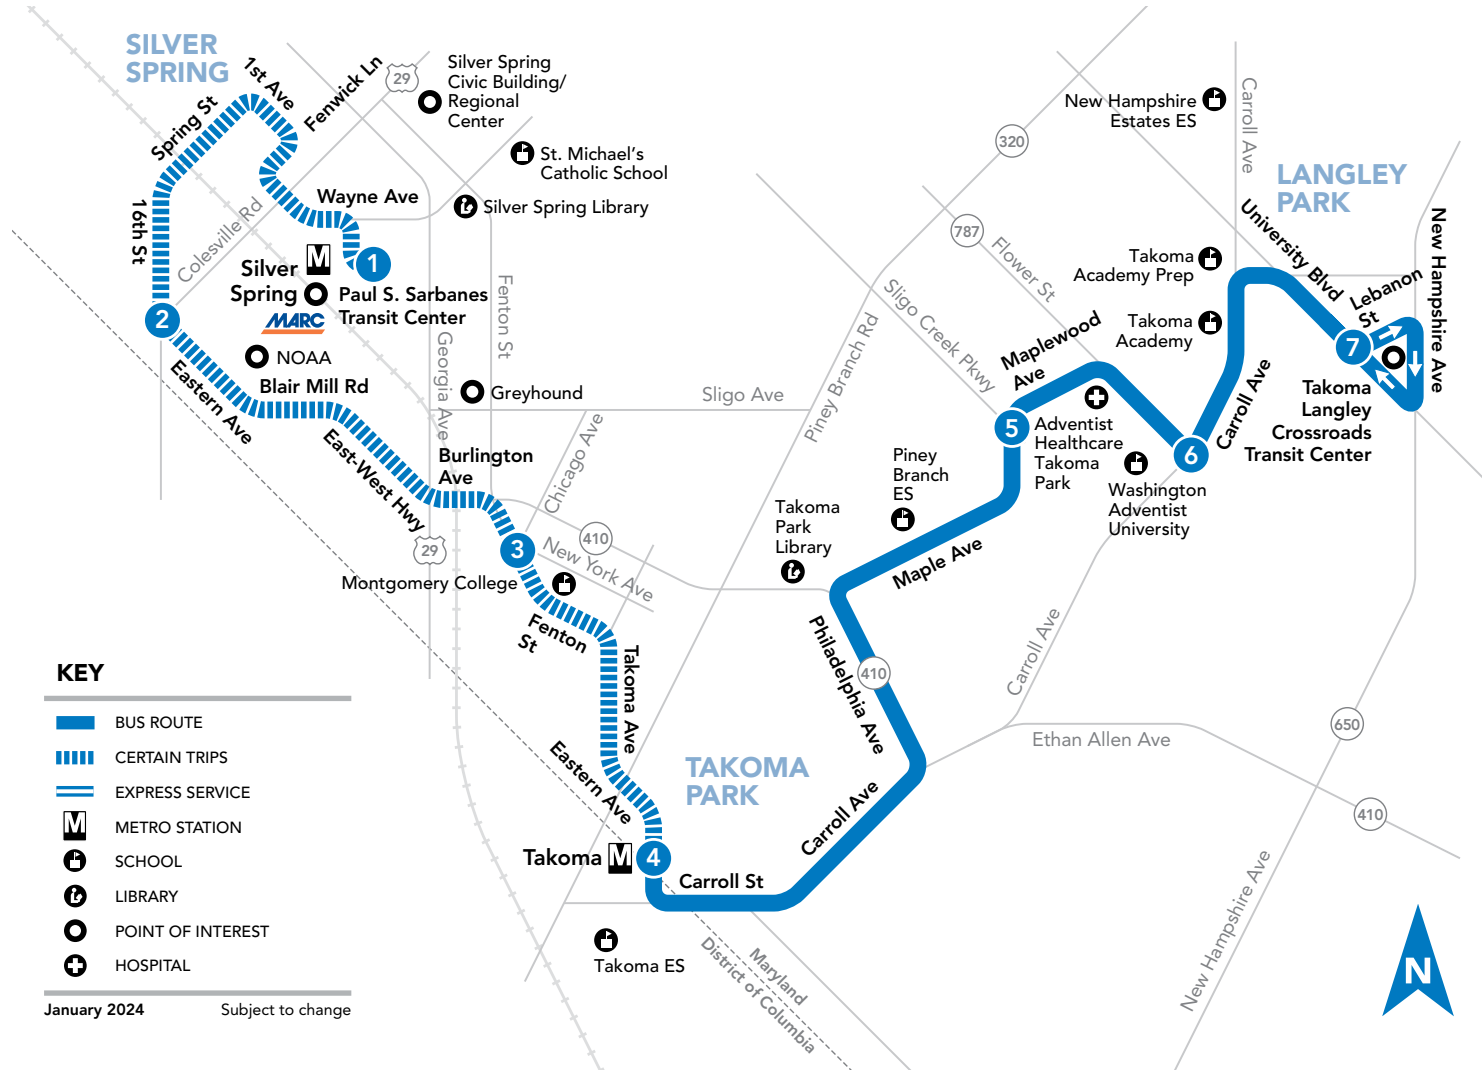 SILVER
SPRING
1st Ave
Fenwick Ln
29
Spring St
Silver Spring
Civic Building/
Regional
Center
St. Michael's
Catholic School
Silver Spring Library
Wayne Ave
16th St
Colesville Rd
M
1
Silver
Spring
Paul S. Sarbanes
Transit Center
MARC
2
NOAA
Eastern Ave
Blair Mill Rd
Georgia Ave
Fenton St
Greyhound
Sligo Ave
East-West Hwy
Burlington
Ave
Chicago Ave
29
3
410
New York Ave
Montgomery College
Fenton
St
Takoma Ave
Eastern Ave
Takoma
M
4
Carroll St
Takoma ES
Maryland
District of Columbia
TAKOMA
PARK
Carroll Ave
Philadelphia Ave
410
Takoma
Park
Library
Piney
Branch
ES
Maple Ave
Piney Branch Rd
Sligo Creek Pkwy
320
787
Flower St
Maplewood
Ave
5
Adventist
Healthcare
Takoma
Park
Washington
Adventist
University
6
Carroll Ave
Takoma
Academy
Takoma
Academy Prep
New Hampshire
Estates ES
Carroll Ave
LANGLEY
PARK
University Blvd
Lebanon
St
New Hampshire Ave
7
Takoma
Langley
Crossroads
Transit Center
Carroll Ave
Ethan Allen Ave
650
410
New Hampshire Ave
N
KEY
BUS ROUTE
CERTAIN TRIPS
EXPRESS SERVICE
M
METRO STATION
SCHOOL
LIBRARY
POINT OF INTEREST
HOSPITAL
January 2024
Subject to change